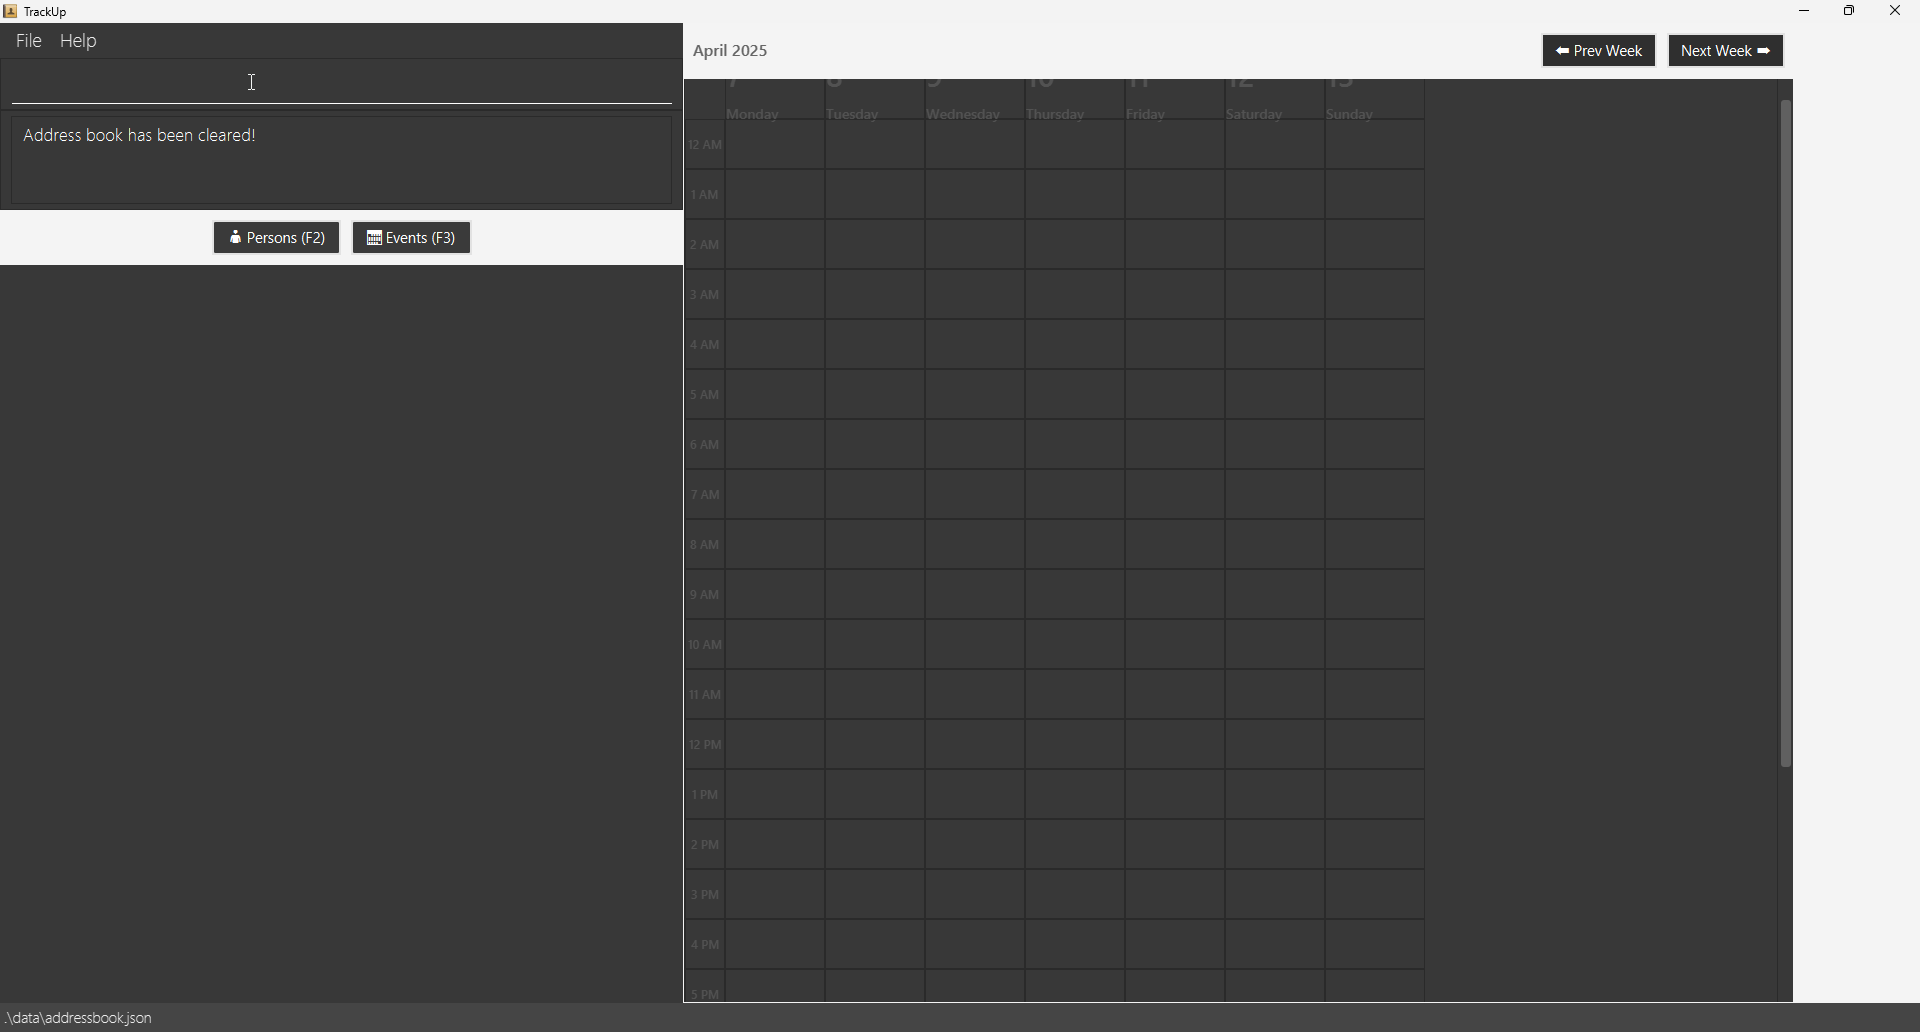 TrackUp
File Help
Address book has been cleared!
Persons (F2) Events (F3)
April 2025
Prev Week Next Week
7 8 9 10 11 12 13
Monday Tuesday Wednesday Thursday Friday Saturday Sunday
12 AM
1 AM
2 AM
3 AM
4 AM
5 AM
6 AM
7 AM
8 AM
9 AM
10 AM
11 AM
12 PM
1 PM
2 PM
3 PM
4 PM
5 PM
.\data\addressbook.json